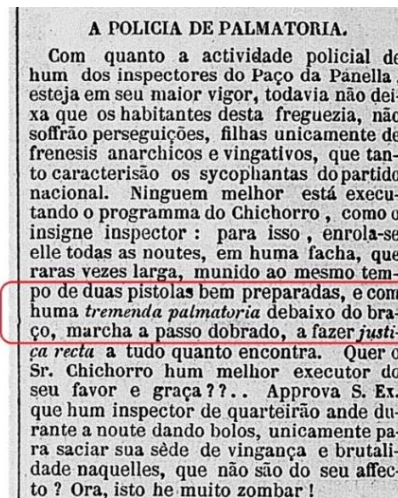 A POLICIA DE PALMATORIA.
Com quanto a actividade policial de
hum dos inspectores do Paço da Panella,
esteja em seu maior vigor, todavia não dei-
xa que os habitantes desta freguezia, não
soffrão perseguições, filhas unicamente de
frenesis anarchicos e vingativos, que tan-
to caracterisão os sycophantas do partido
nacional. Ninguem melhor está execu-
tando o programma do Chichorro, como o
insigne inspector: para isso, enrola-se
elle todas as noutes, em huma facha, que
raras vezes larga, munido ao mesmo tem-
po de duas pistolas bem preparadas, e com
huma tremenda palmatoria debaixo do bra-
ço, marcha a passo dobrado, a fazer justi-
ça recta a tudo quanto encontra. Quer o
Sr. Chichorro hum melhor executor do
seu favor e graça??.. Approva S. Ex.
que hum inspector de quarteirão ande du-
rante a noute dando bolos, unicamente pa-
ra saciar sua sède de vingança e brutali-
dade naquelles, que não são do seu affec-
to? Ora, isto he muito zombar!